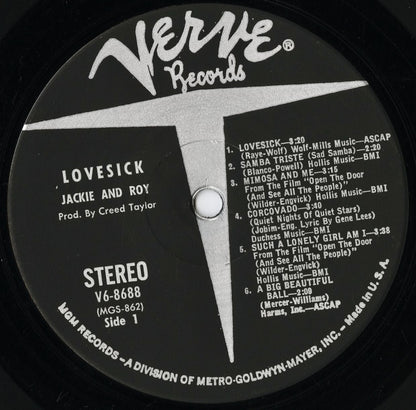 VERVE®
Records
LOVESICK
JACKIE AND ROY
Prod. By Creed Taylor
STEREO
V6-8688
(MGS-862)
Side 1
1. LOVESICK—3:20
(Raye-Wolf) Wolf-Mills Music—ASCAP
2. SAMBA TRISTE (Sad Samba)—2:20
(Blanco-Powell) Hollis Music—BMI
3. MIMOSA AND ME—3:15
From The Film "Open The Door
(And See All The People)"
(Wilder-Engvick) Hollis Music—BMI
4. CORCOVADO—3:40
(Quiet Nights Of Quiet Stars)
(Jobim-Eng. Lyric By Gene Lees)
Duchess Music—BMI
5. SUCH A LONELY GIRL AM I—3:38
From The Film "Open The Door
(And See All The People)"
(Wilder-Engvick)
Hollis Music—BMI
6. A BIG BEAUTIFUL
BALL—2:09
(Mercer-Williams)
Harms, Inc.—ASCAP
MGM RECORDS—A DIVISION OF METRO-GOLDWYN-MAYER, INC.—Made in U.S.A.